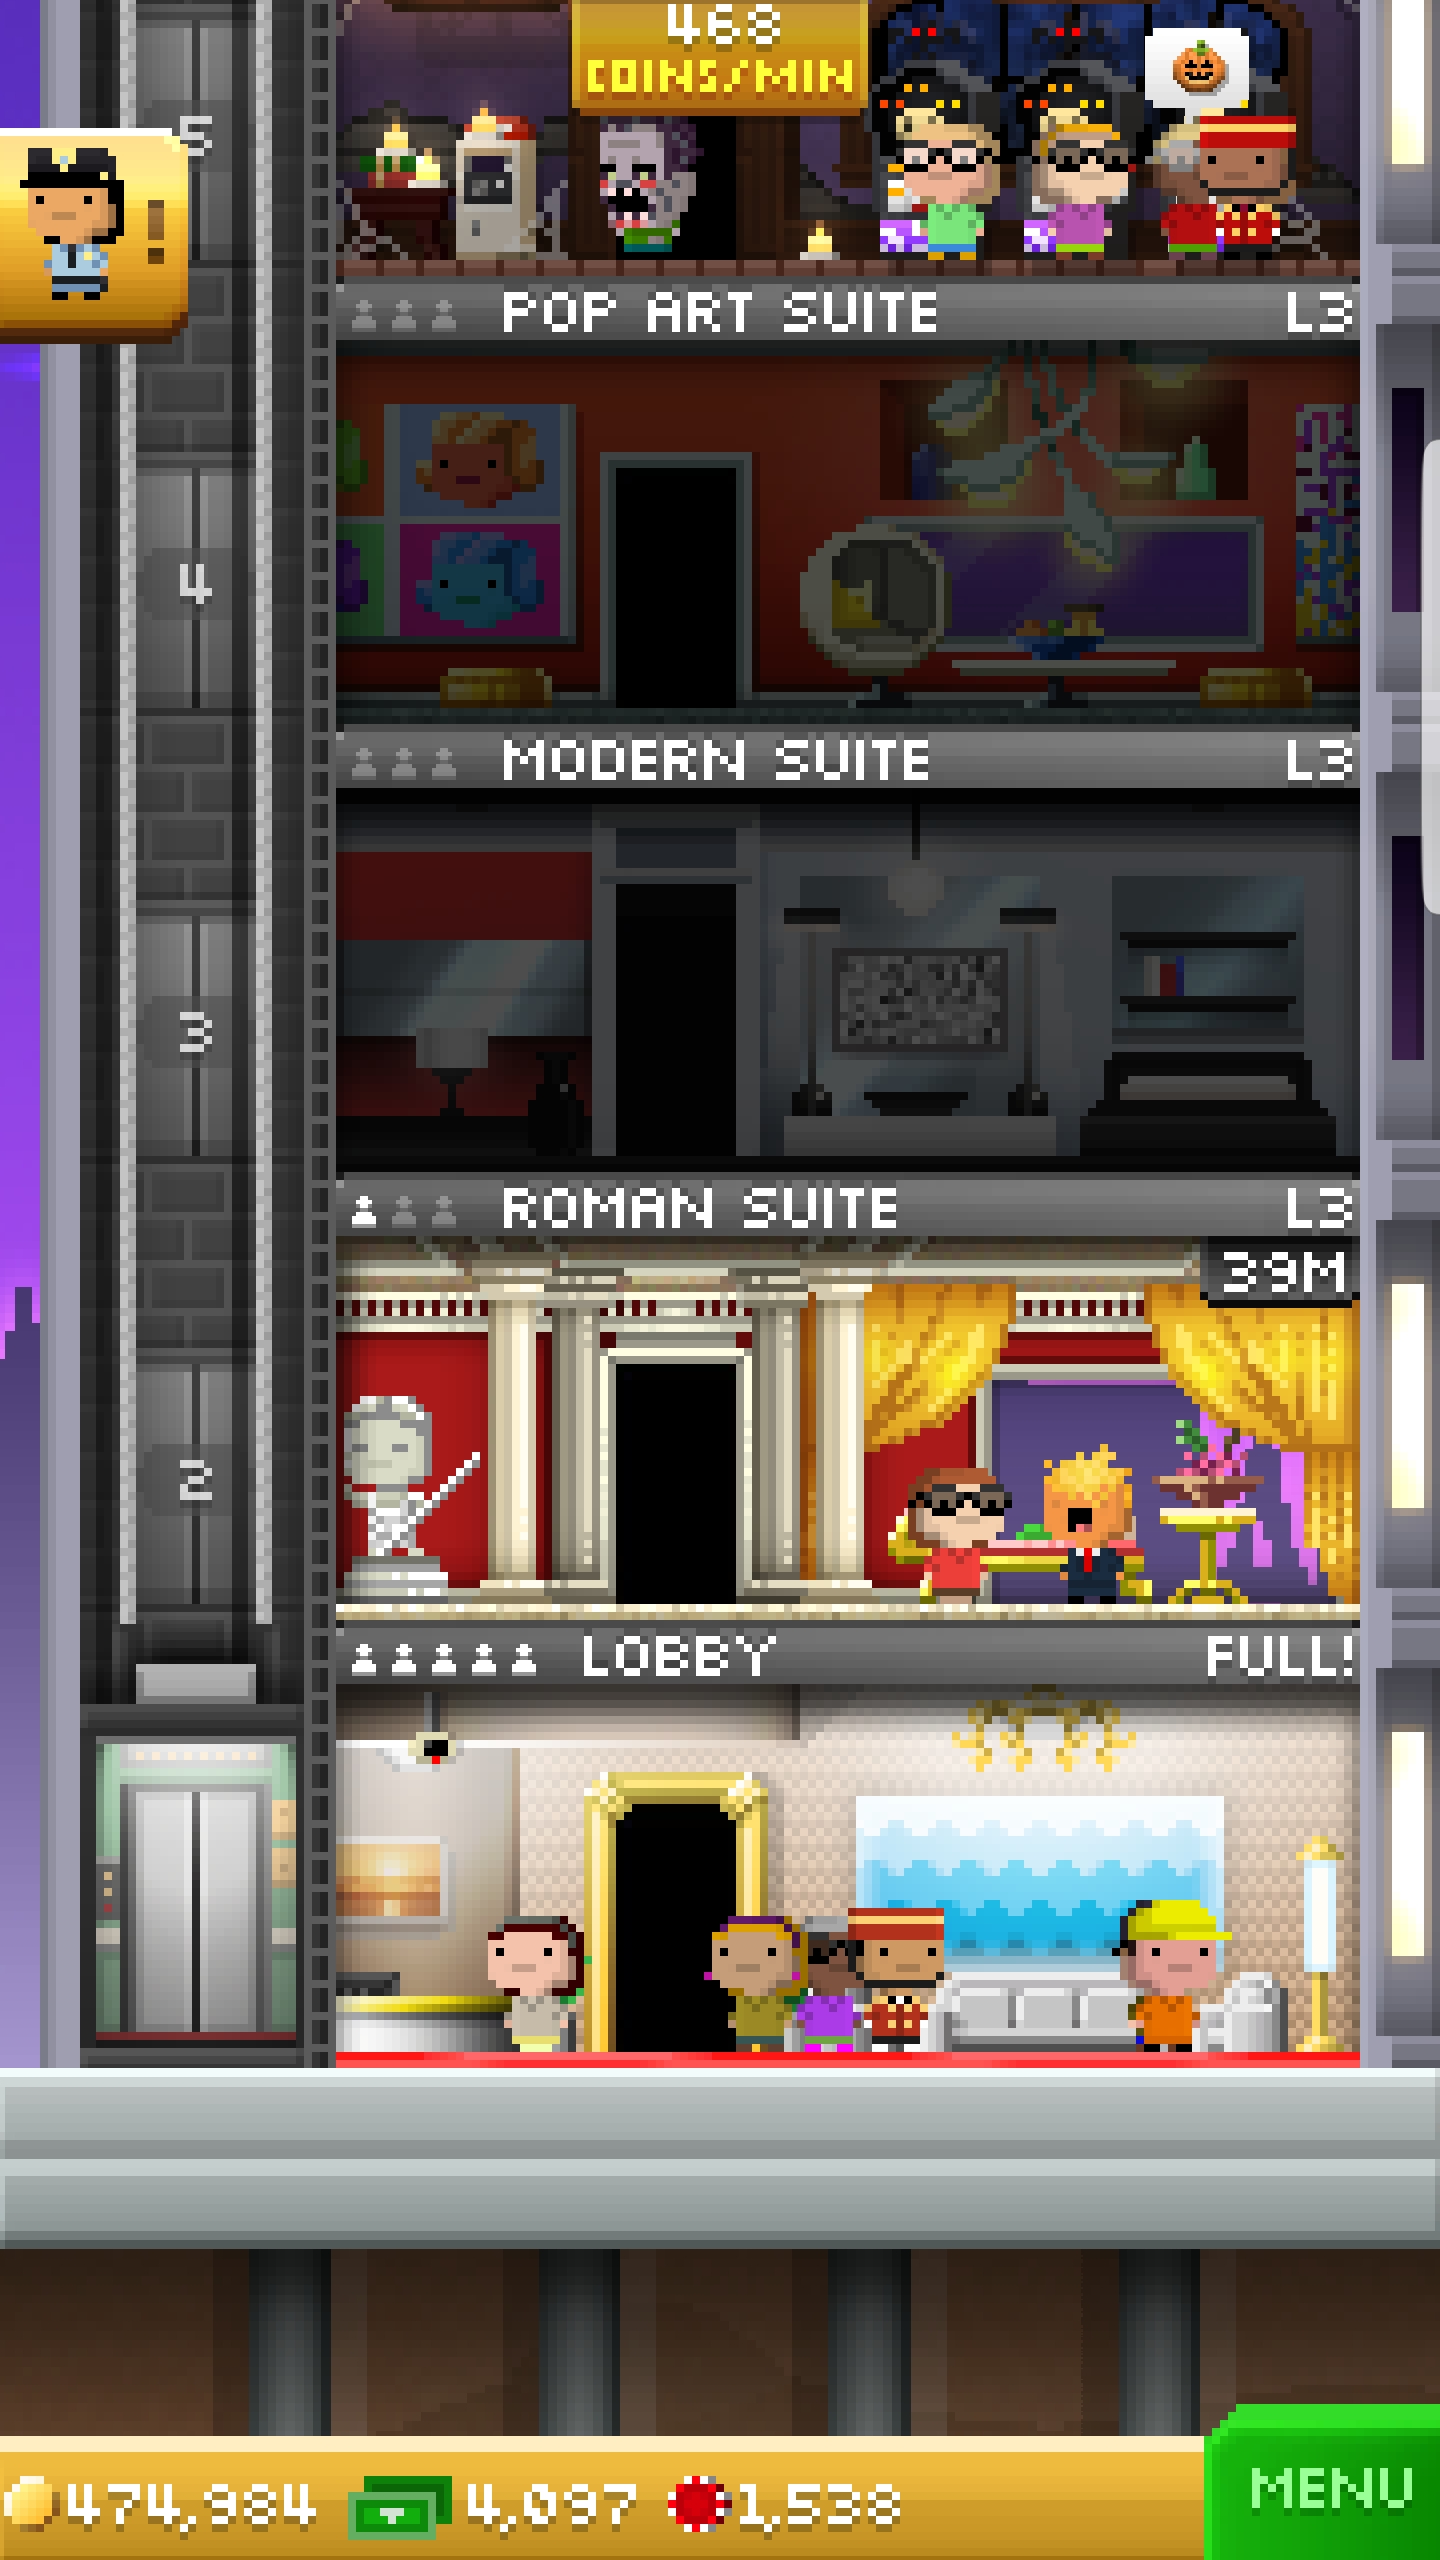 468
COINS/MIN
5
!
POP ART SUITE L3
4
MODERN SUITE L3
3
ROMAN SUITE L3
39M
2
LOBBY FULL!
474,984 4,097 1,538
MENU